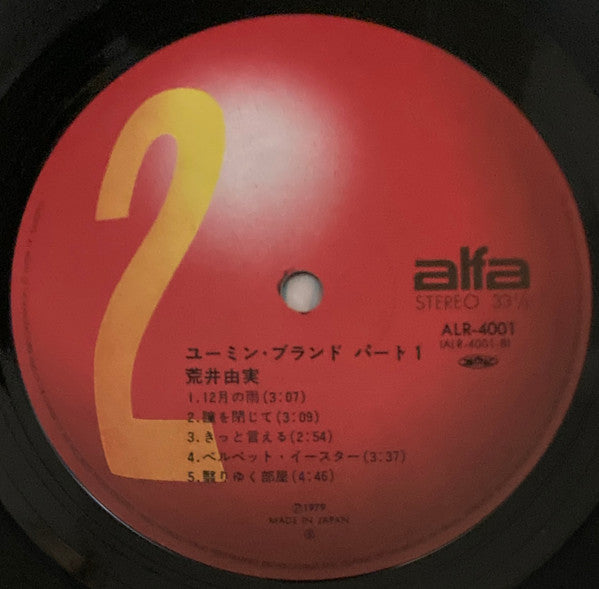 2
alfa
STEREO 33⅓
ALR-4001
(ALR-4001-B)
ユーミン・ブランド パート1
荒井由実
1.12月の雨(3:07)
2.瞳を閉じて(3:09)
3.きっと言える(2:54)
4.ベルベット・イースター(3:37)
5.翳りゆく部屋(4:46)
Ⓟ1979
MADE IN JAPAN